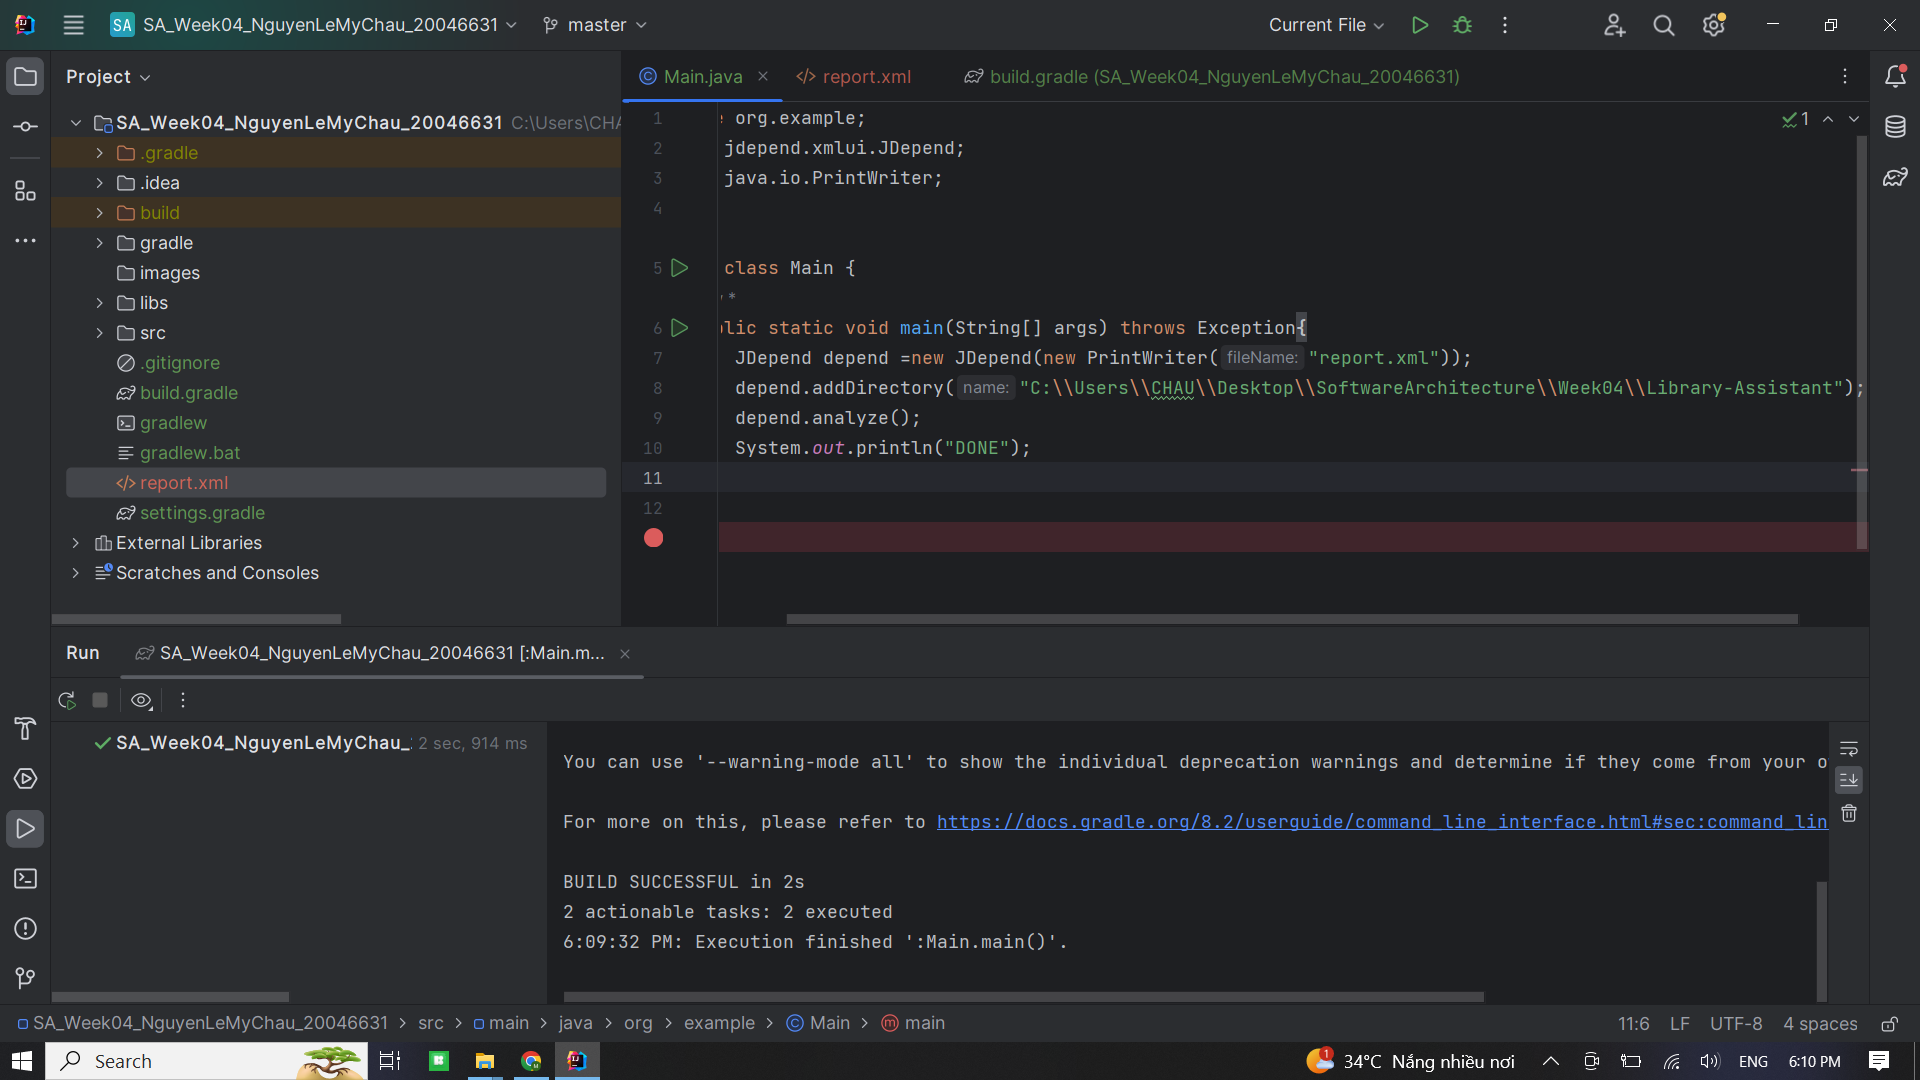 SA SA_Week04_NguyenLeMyChau_20046631 master Current File
Project
Main.java report.xml build.gradle (SA_Week04_NguyenLeMyChau_20046631)
SA_Week04_NguyenLeMyChau_20046631 C:\Users\CHA
.gradle
.idea
build
gradle
images
libs
src
.gitignore
build.gradle
gradlew
gradlew.bat
report.xml
settings.gradle
External Libraries
Scratches and Consoles
1 org.example;
1
2 jdepend.xmlui.JDepend;
3 java.io.PrintWriter;
4
5 class Main {
*
6 lic static void main(String[] args) throws Exception{
7 JDepend depend =new JDepend(new PrintWriter( fileName: "report.xml"));
8 depend.addDirectory( name: "C:\\Users\\CHAU\\Desktop\\SoftwareArchitecture\\Week04\\Library-Assistant");
9 depend.analyze();
10 System.out.println("DONE");
11
12
Run SA_Week04_NguyenLeMyChau_20046631 [:Main.m...
SA_Week04_NguyenLeMyChau_ 2 sec, 914 ms
You can use '--warning-mode all' to show the individual deprecation warnings and determine if they come from your o
For more on this, please refer to https://docs.gradle.org/8.2/userguide/command_line_interface.html#sec:command_lin
BUILD SUCCESSFUL in 2s
2 actionable tasks: 2 executed
6:09:32 PM: Execution finished ':Main.main()'.
SA_Week04_NguyenLeMyChau_20046631 > src > main > java > org > example > Main > main
11:6 LF UTF-8 4 spaces
Search
1 34°C Nắng nhiều nơi ENG 6:10 PM